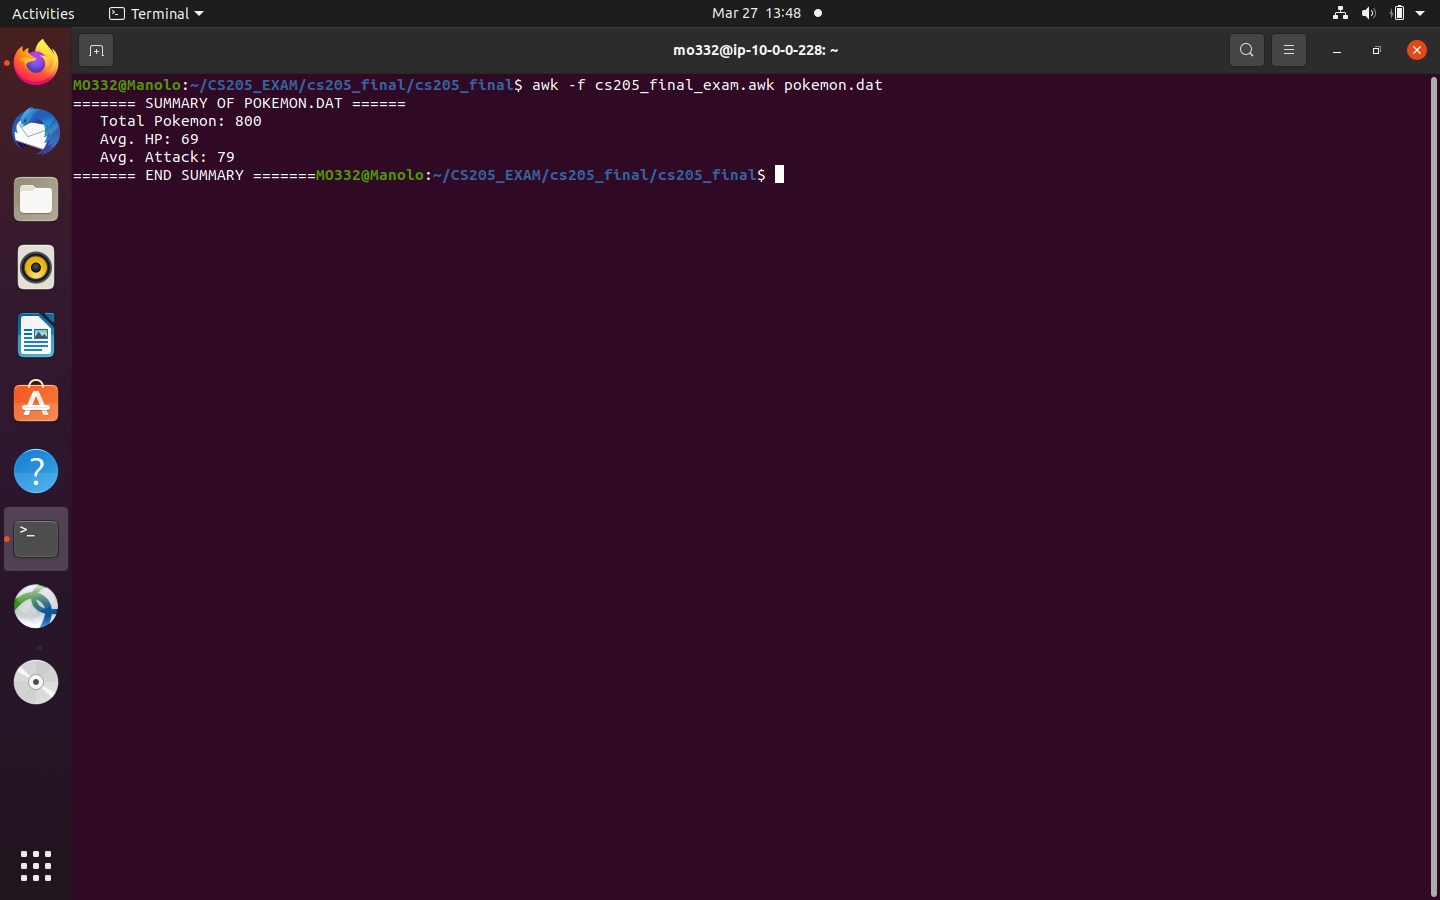 Activities Terminal Mar 27 13:48
mo332@ip-10-0-0-228: ~
MO332@Manolo:~/CS205_EXAM/cs205_final/cs205_final$ awk -f cs205_final_exam.awk pokemon.dat
======= SUMMARY OF POKEMON.DAT ======
   Total Pokemon: 800
   Avg. HP: 69
   Avg. Attack: 79
======= END SUMMARY =======MO332@Manolo:~/CS205_EXAM/cs205_final/cs205_final$